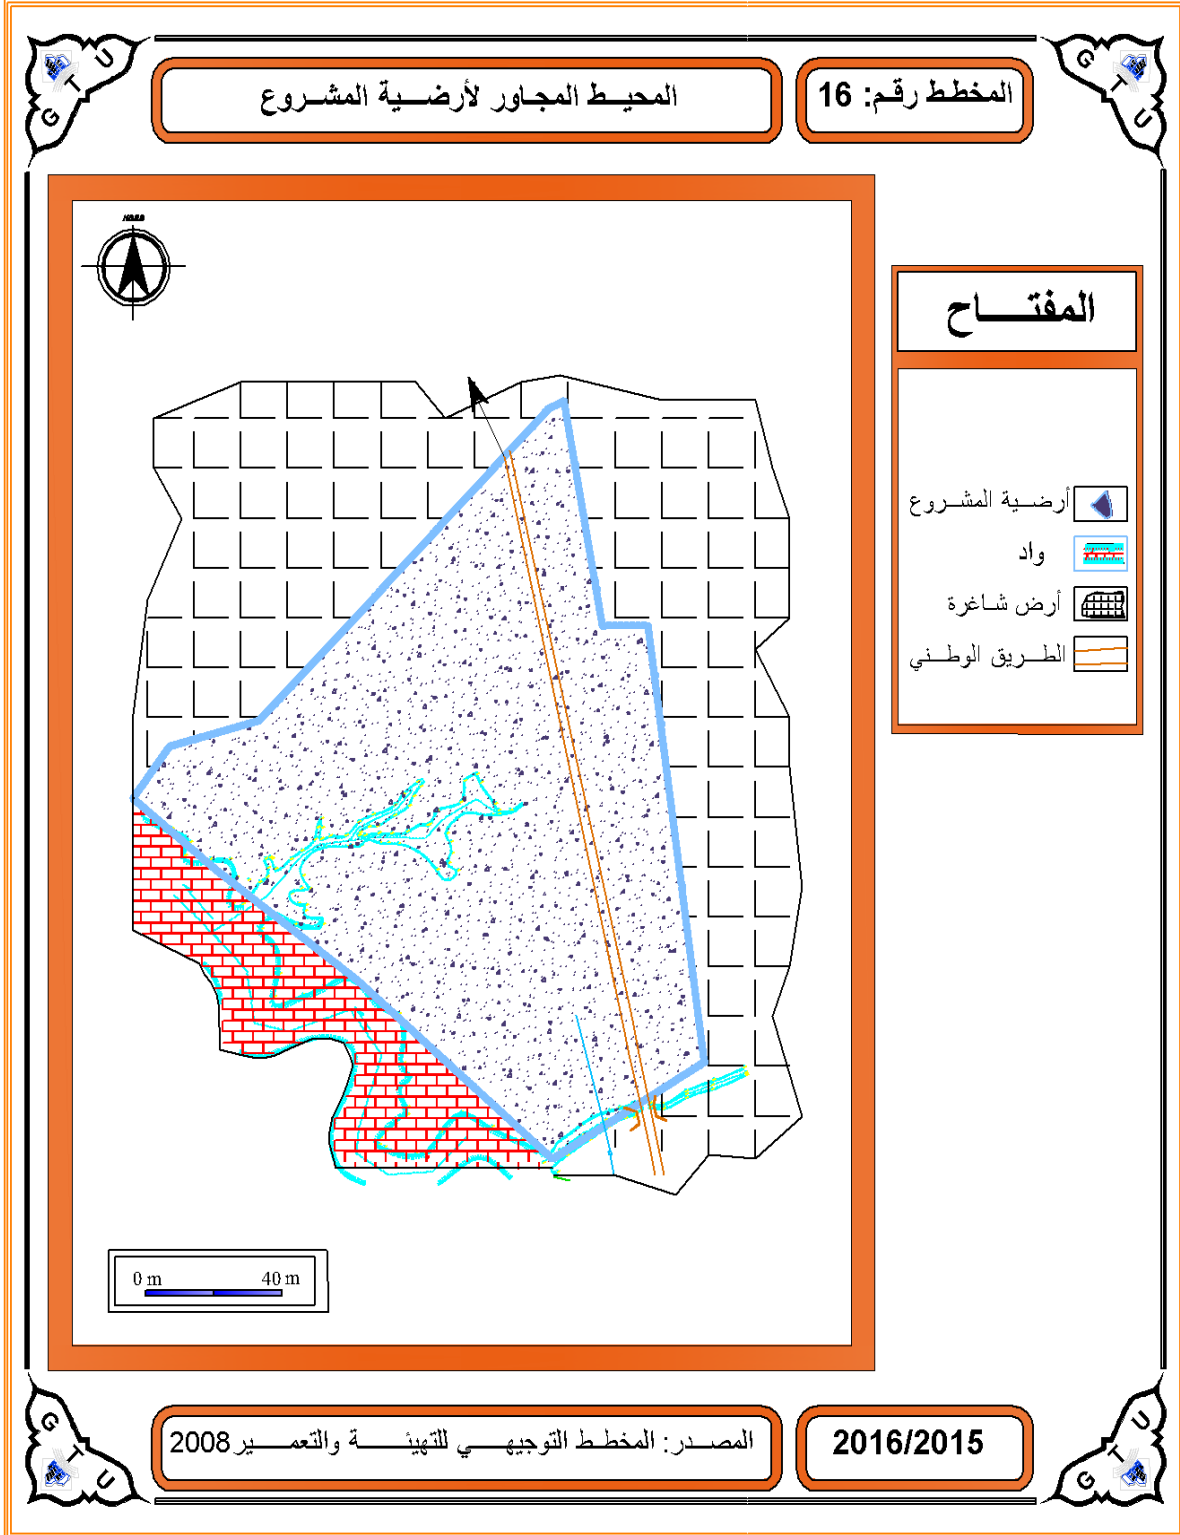 المخطط رقم: 16
المحيط المجاور لأرضية المشروع
المفتاح
أرضية المشروع
واد
أرض شاغرة
الطريق الوطني
0 m 40 m
المصدر: المخطط التوجيهي للتهيئة والتعمير 2008
2016/2015
G T U
G T U
G T U
G T U